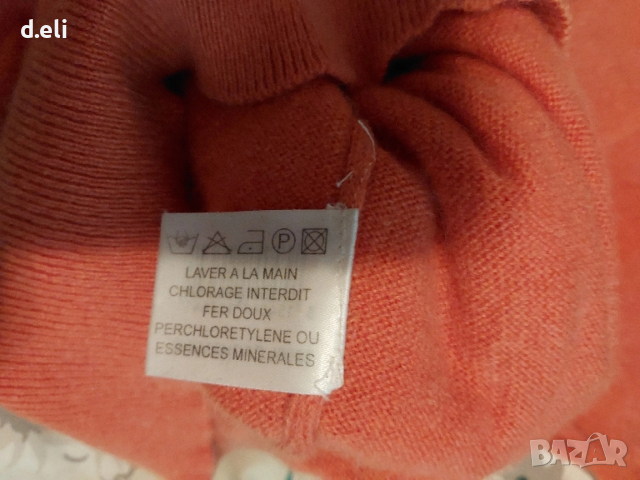 d.eli
P
LAVER A LA MAIN
CHLORAGE INTERDIT
FER DOUX
PERCHLORETYLENE OU
ESSENCES MINERALES
BAZAR